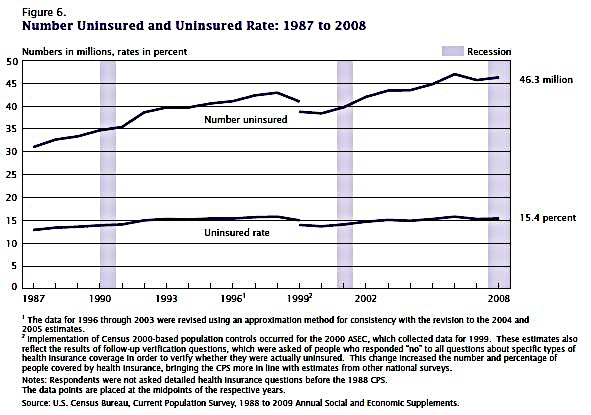 Figure 6.
Number Uninsured and Uninsured Rate: 1987 to 2008
Numbers in millions, rates in percent
Recession
50
45
40
35
30
25
20
15
10
5
0
46.3 million
Number uninsured
15.4 percent
Uninsured rate
1987 1990 1993 1996¹ 1999² 2002 2008
¹ The data for 1996 through 2003 were revised using an approximation method for consistency with the revision to the 2004 and
2005 estimates.
² Implementation of Census 2000-based population controls occurred for the 2000 ASEC, which collected data for 1999. These estimates also
reflect the results of follow-up verification questions, which were asked of people who responded "no" to all questions about specific types of
health insurance coverage in order to verify whether they were actually uninsured. This change increased the number and percentage of
people covered by health insurance, bringing the CPS more in line with estimates from other national surveys.
Notes: Respondents were not asked detailed health insurance questions before the 1988 CPS.
The data points are placed at the midpoints of the respective years.
Source: U.S. Census Bureau, Current Population Survey, 1988 to 2009 Annual Social and Economic Supplements.